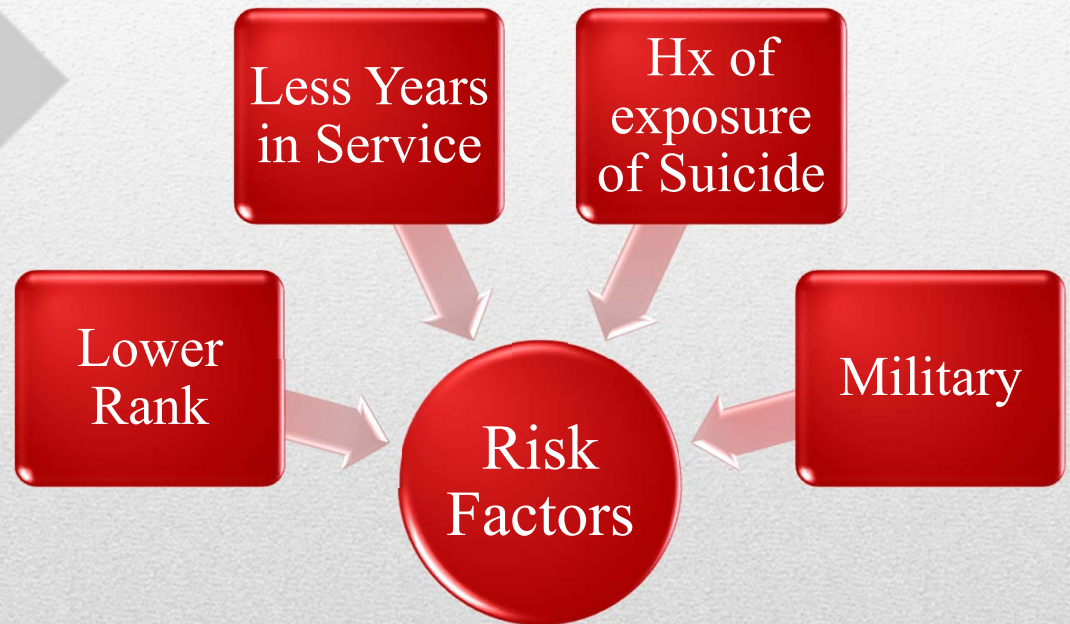 Less Years
in Service
Hx of
exposure
of Suicide
Lower
Rank
Military
Risk
Factors